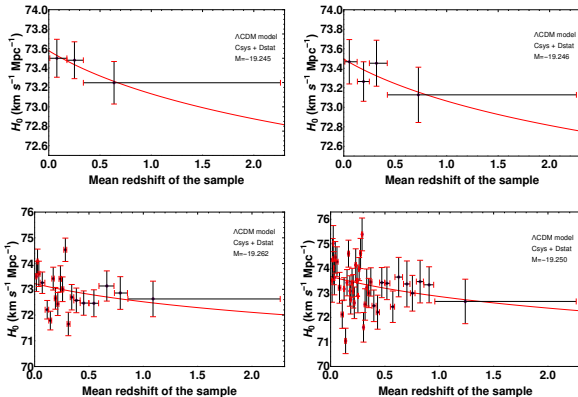 74.0
73.8
73.6
73.4
73.2
73.0
72.8
72.6
H0 (km s−1 Mpc−1)
ΛCDM model
Csys + Dstat
M=-19.245
0.0 0.5 1.0 1.5 2.0
Mean redshift of the sample
74.0
73.8
73.6
73.4
73.2
73.0
72.8
72.6
H0 (km s−1 Mpc−1)
ΛCDM model
Csys + Dstat
M=-19.246
0.0 0.5 1.0 1.5 2.0
Mean redshift of the sample
76
75
74
73
72
71
70
H0 (km s−1 Mpc−1)
ΛCDM model
Csys + Dstat
M=-19.262
0.0 0.5 1.0 1.5 2.0
Mean redshift of the sample
76
75
74
73
72
71
70
H0 (km s−1 Mpc−1)
ΛCDM model
Csys + Dstat
M=-19.250
0.0 0.5 1.0 1.5 2.0
Mean redshift of the sample